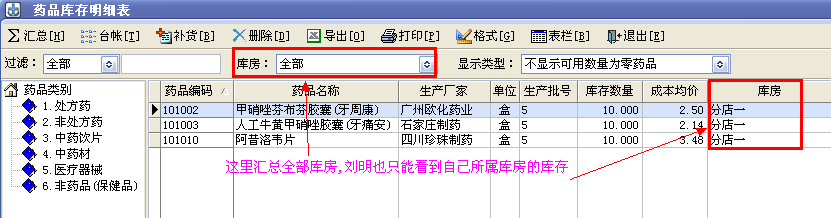 药品库存明细表
汇总[H] 台帐[T] 补货[B] 删除[D] 导出[O] 打印[P] 格式[G] 表栏[B] 退出[E]
过滤： 全部 库房： 全部 显示类型： 不显示可用数量为零药品
药品类别
1.处方药
2.非处方药
3.中药饮片
4.中药材
5.医疗器械
6.非药品(保健品)
药品编码 药品名称 生产厂家 单位 生产批号 库存数量 成本均价 库房
101002 甲硝唑芬布芬胶囊(牙周康) 广州欧化药业 盒 5 10.000 2.50 分店一
101003 人工牛黄甲硝唑胶囊(牙痛安) 石家庄制药 盒 5 10.000 2.14 分店一
101010 阿昔洛韦片 四川珍珠制药 盒 5 10.000 3.48 分店一
这里汇总全部库房,刘明也只能看到自己所属库房的库存